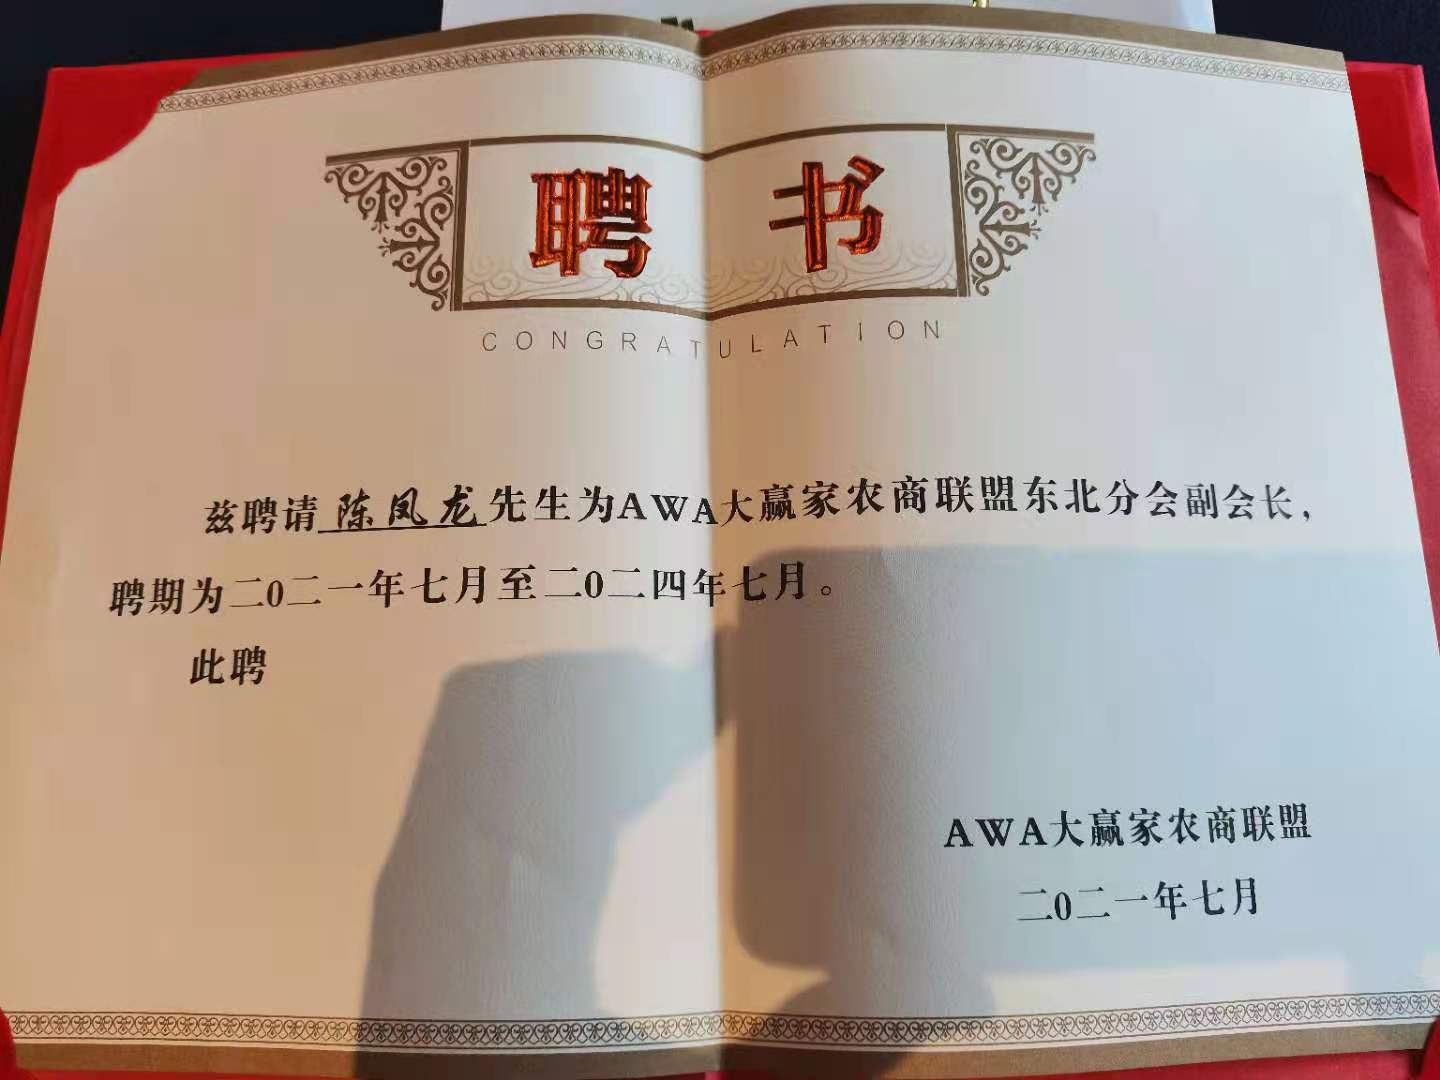 聘书
CONGRATULATION
兹聘请陈凤龙先生为AWA大赢家农商联盟东北分会副会长，
聘期为二0二一年七月至二0二四年七月。
此聘
AWA大赢家农商联盟
二0二一年七月